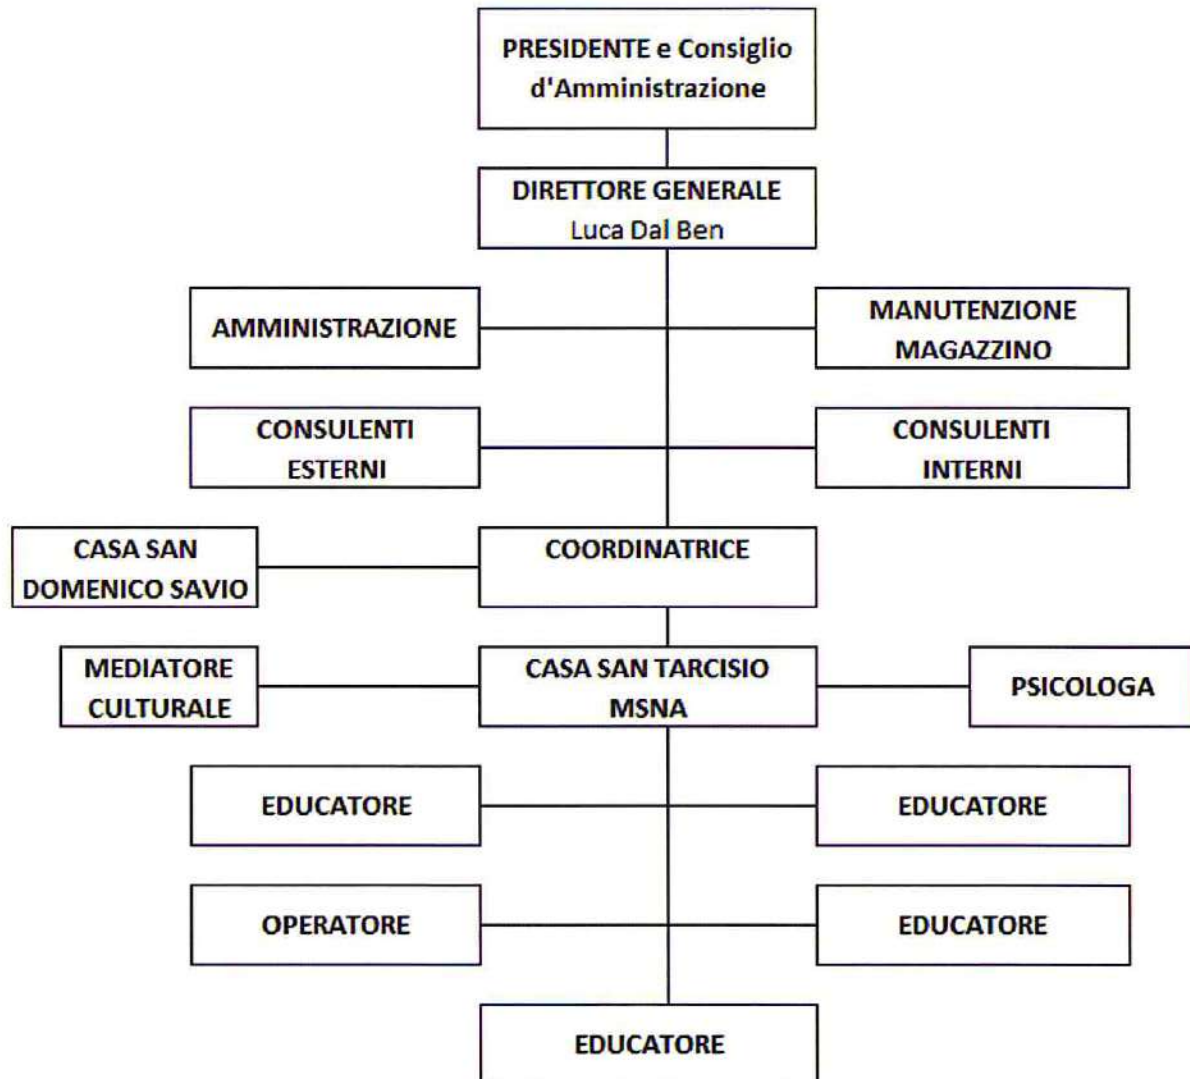 PRESIDENTE e Consiglio
d'Amministrazione
DIRETTORE GENERALE
Luca Dal Ben
AMMINISTRAZIONE
MANUTENZIONE
MAGAZZINO
CONSULENTI
ESTERNI
CONSULENTI
INTERNI
CASA SAN
DOMENICO SAVIO
COORDINATRICE
MEDIATORE
CULTURALE
CASA SAN TARCISIO
MSNA
PSICOLOGA
EDUCATORE
EDUCATORE
OPERATORE
EDUCATORE
EDUCATORE